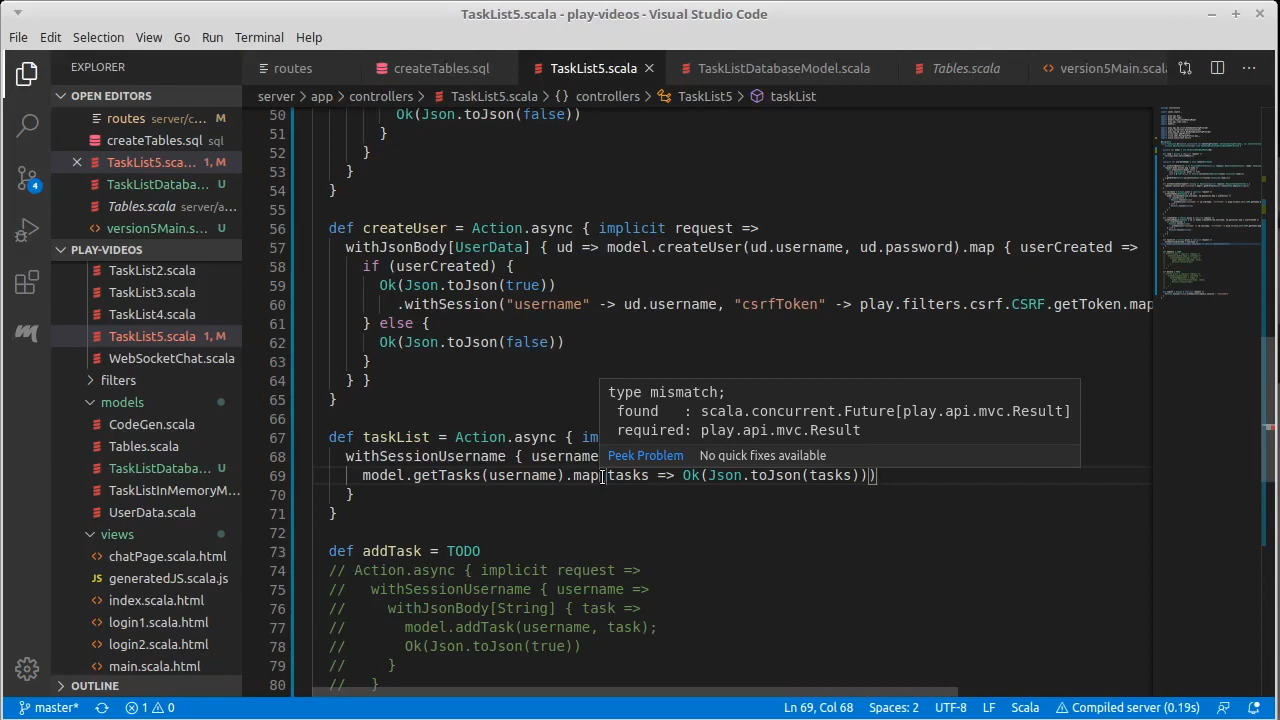 TaskList5.scala - play-videos - Visual Studio Code
File Edit Selection View Go Run Terminal Help
EXPLORER
OPEN EDITORS
routes server/c... M
createTables.sql sql
TaskList5.sca... 1, M
TaskListDataba... U
Tables.scala server/a...
version5Main.s... U
PLAY-VIDEOS
TaskList2.scala
TaskList3.scala
TaskList4.scala
TaskList5.scala 1, M
WebSocketChat.scala
filters
models
CodeGen.scala
Tables.scala
TaskListDataba... U
TaskListInMemoryM...
UserData.scala
views
chatPage.scala.html
generatedJS.scala.js
index.scala.html
login1.scala.html
login2.scala.html
main.scala.html
OUTLINE
4
routes createTables.sql TaskList5.scala TaskListDatabaseModel.scala Tables.scala version5Main.scala
server app controllers TaskList5.scala {} controllers TaskList5 taskList
50 Ok(Json.toJson(false))
51 }
52 }
53 }
54 }
55
56 def createUser = Action.async { implicit request =>
57 withJsonBody[UserData] { ud => model.createUser(ud.username, ud.password).map { userCreated =>
58 if (userCreated) {
59 Ok(Json.toJson(true))
60 .withSession("username" -> ud.username, "csrfToken" -> play.filters.csrf.CSRF.getToken.map
61 } else {
62 Ok(Json.toJson(false))
63 }
64 } }
65 }
66
67 def taskList = Action.async { im
68 withSessionUsername { username
69 model.getTasks(username).map(tasks => Ok(Json.toJson(tasks)))
70 }
71 }
72
73 def addTask = TODO
74 // Action.async { implicit request =>
75 // withSessionUsername { username =>
76 // withJsonBody[String] { task =>
77 // model.addTask(username, task);
78 // Ok(Json.toJson(true))
79 // }
80 // }
type mismatch;
found : scala.concurrent.Future[play.api.mvc.Result]
required: play.api.mvc.Result
Peek Problem No quick fixes available
master* 1 0 Ln 69, Col 68 Spaces: 2 UTF-8 LF Scala Compiled server (0.19s)